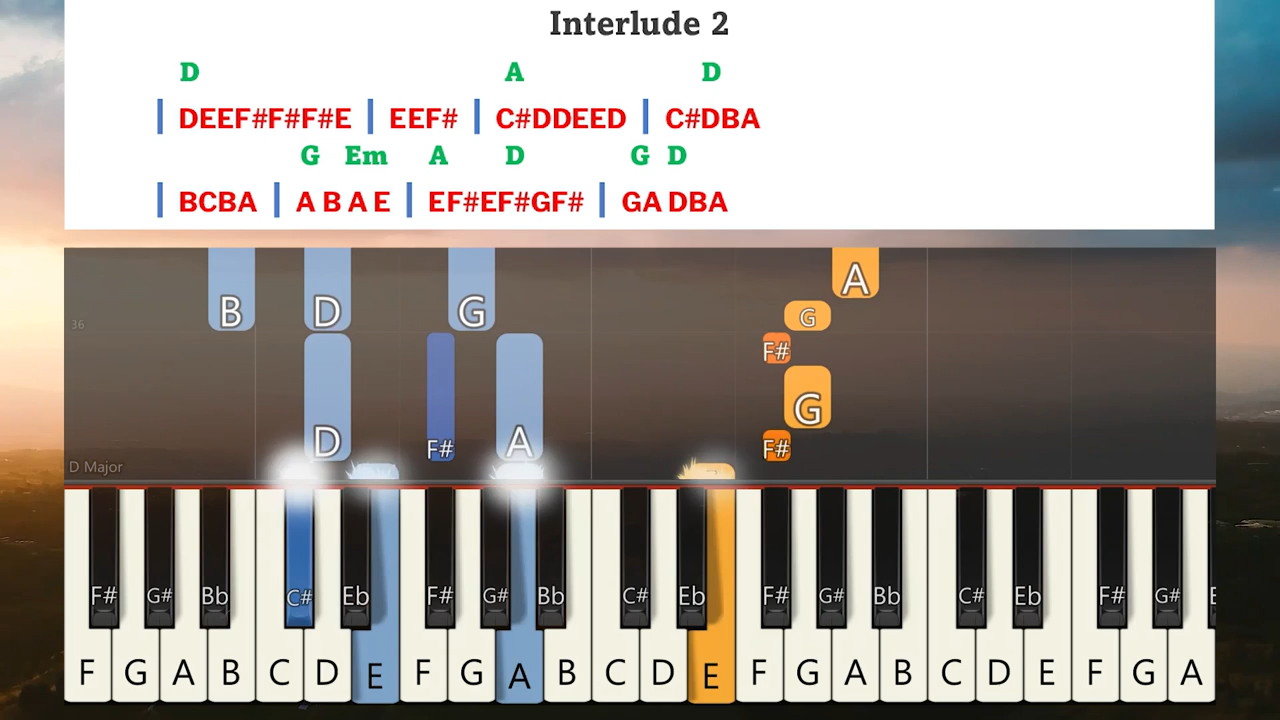 Interlude 2
D A D
| DEEF#F#F#E | EEF# | C#DDEED | C#DBA
G Em A D G D
| BCBA | A B A E | EF#EF#GF# | GA DBA
A
B D G G
36
F#
G
D F# A F#
D Major
F# G# Bb C# Eb F# G# Bb C# Eb F# G# Bb C# Eb F# G# E
F G A B C D E F G A B C D E F G A B C D E F G A